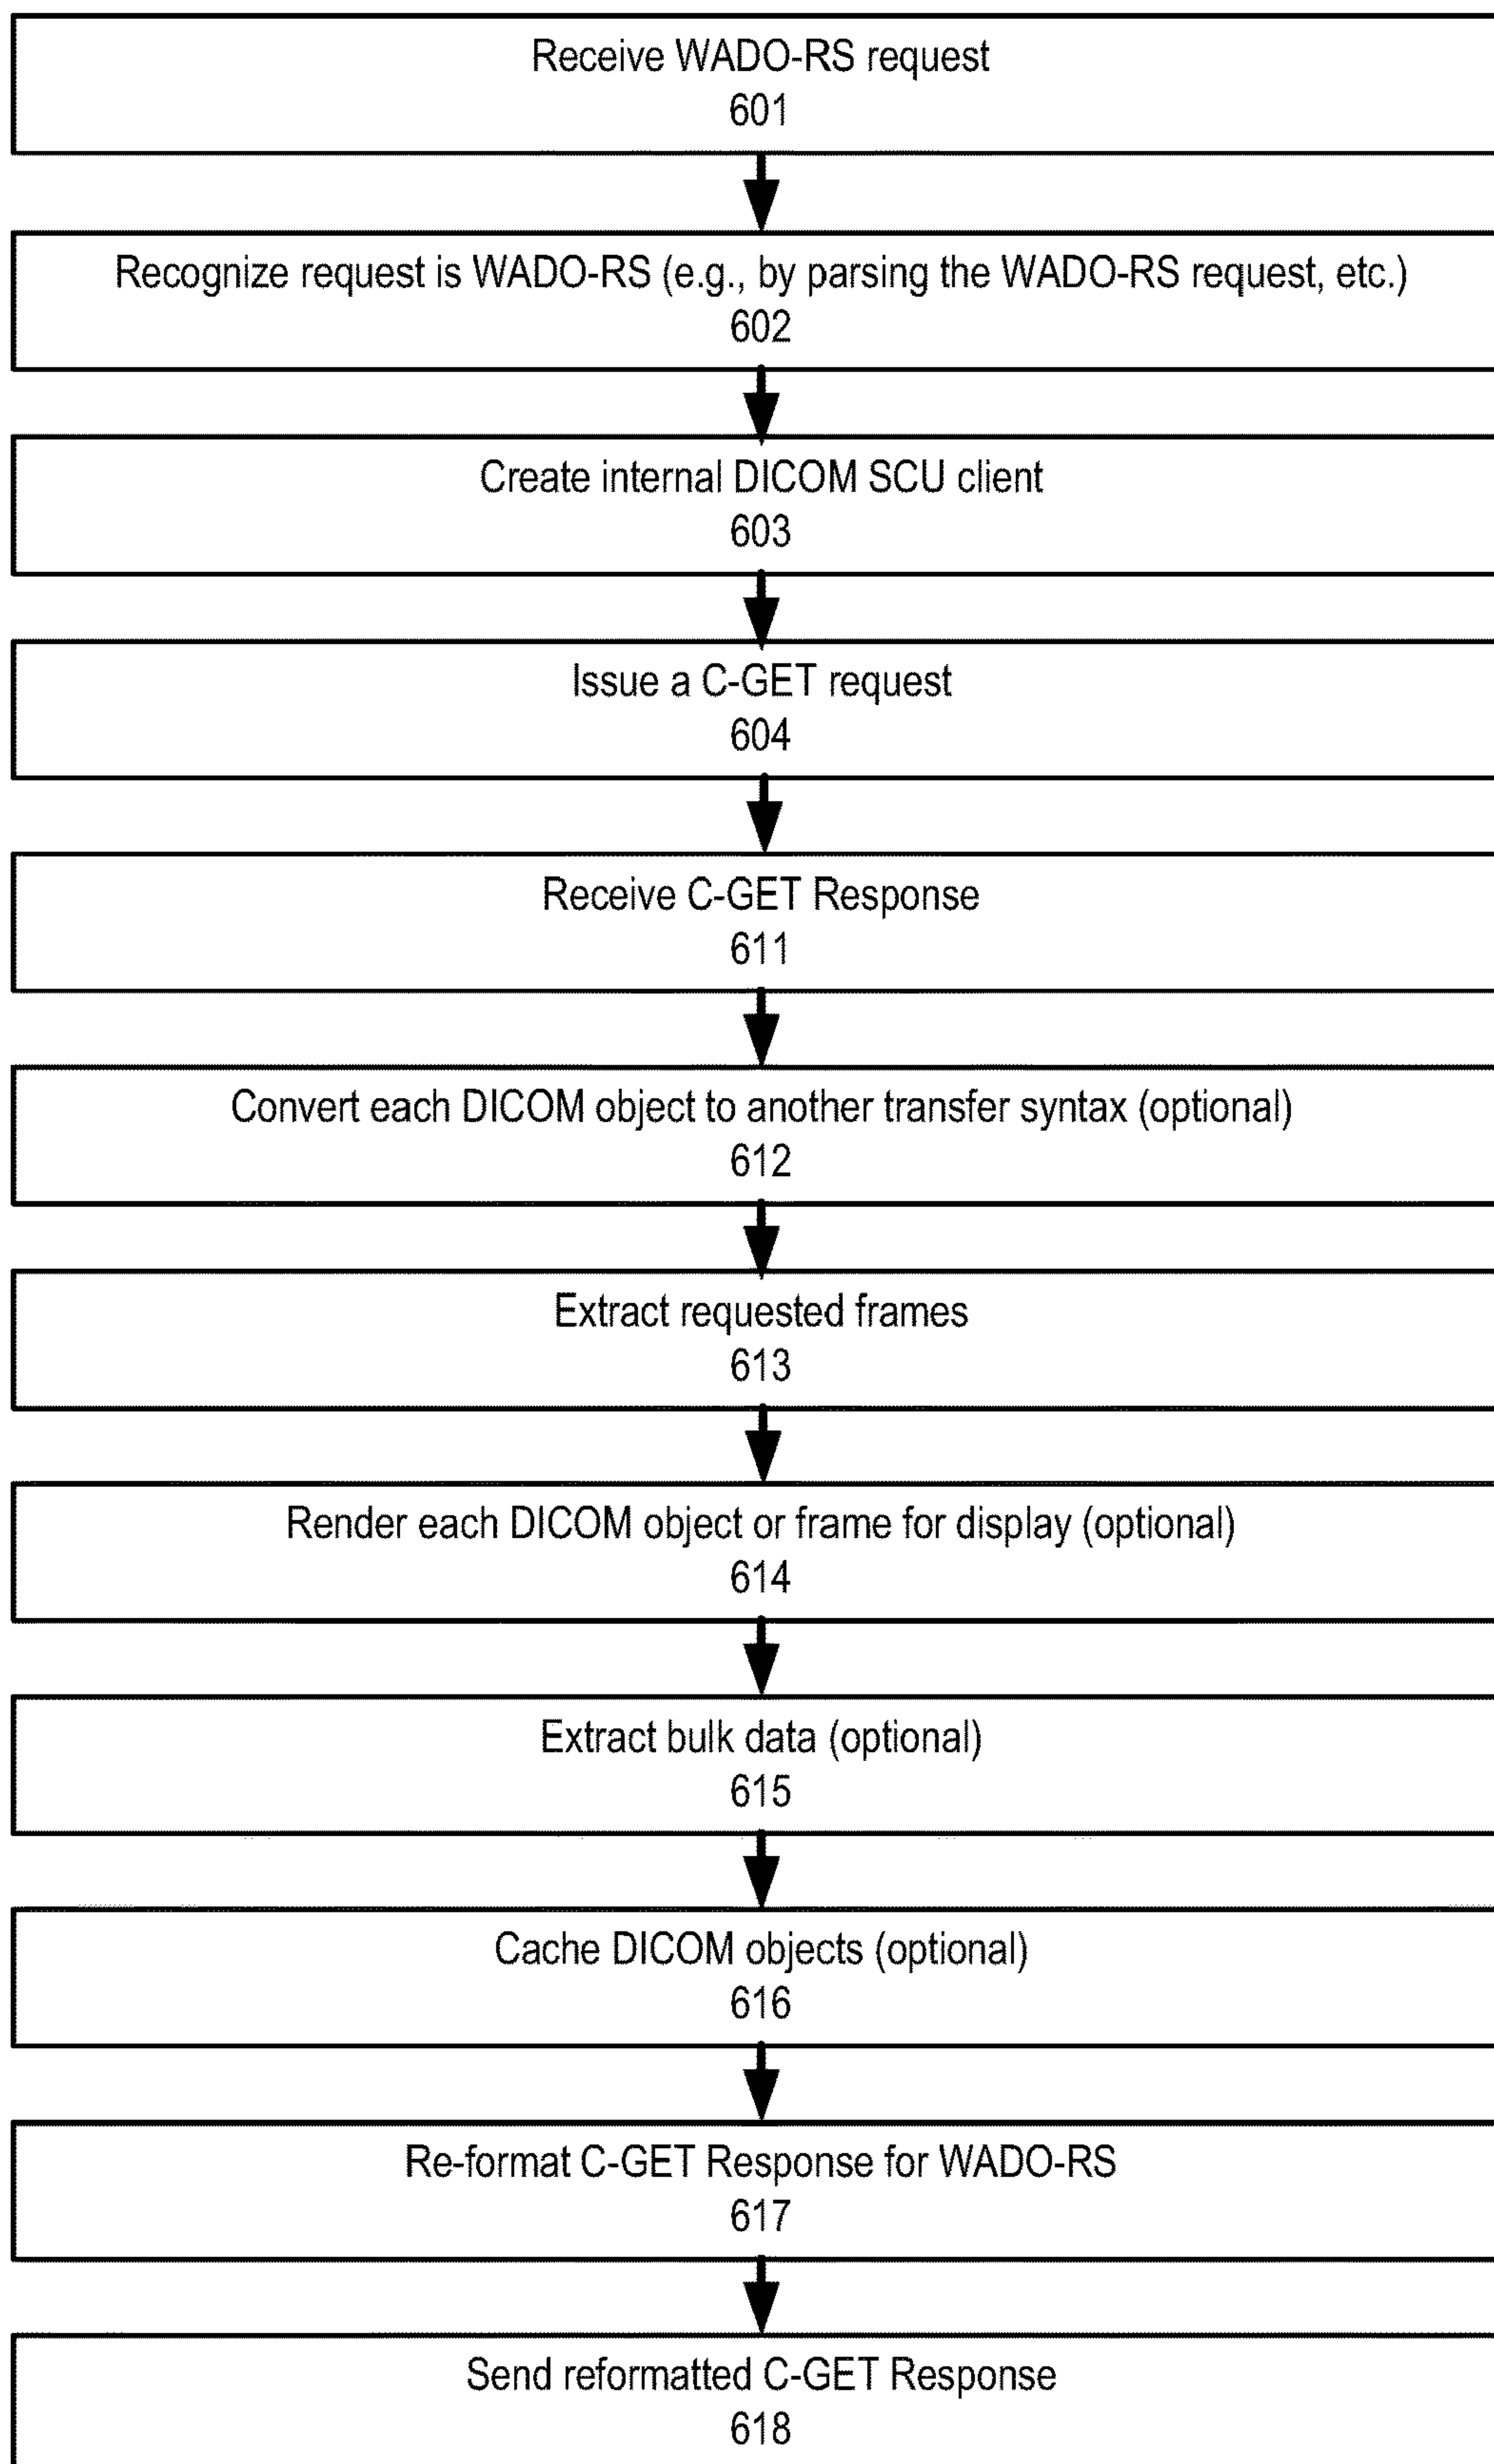 Receive WADO-RS request
601
Recognize request is WADO-RS (e.g., by parsing the WADO-RS request, etc.)
602
Create internal DICOM SCU client
603
Issue a C-GET request
604
Receive C-GET Response
611
Convert each DICOM object to another transfer syntax (optional)
612
Extract requested frames
613
Render each DICOM object or frame for display (optional)
614
Extract bulk data (optional)
615
Cache DICOM objects (optional)
616
Re-format C-GET Response for WADO-RS
617
Send reformatted C-GET Response
618